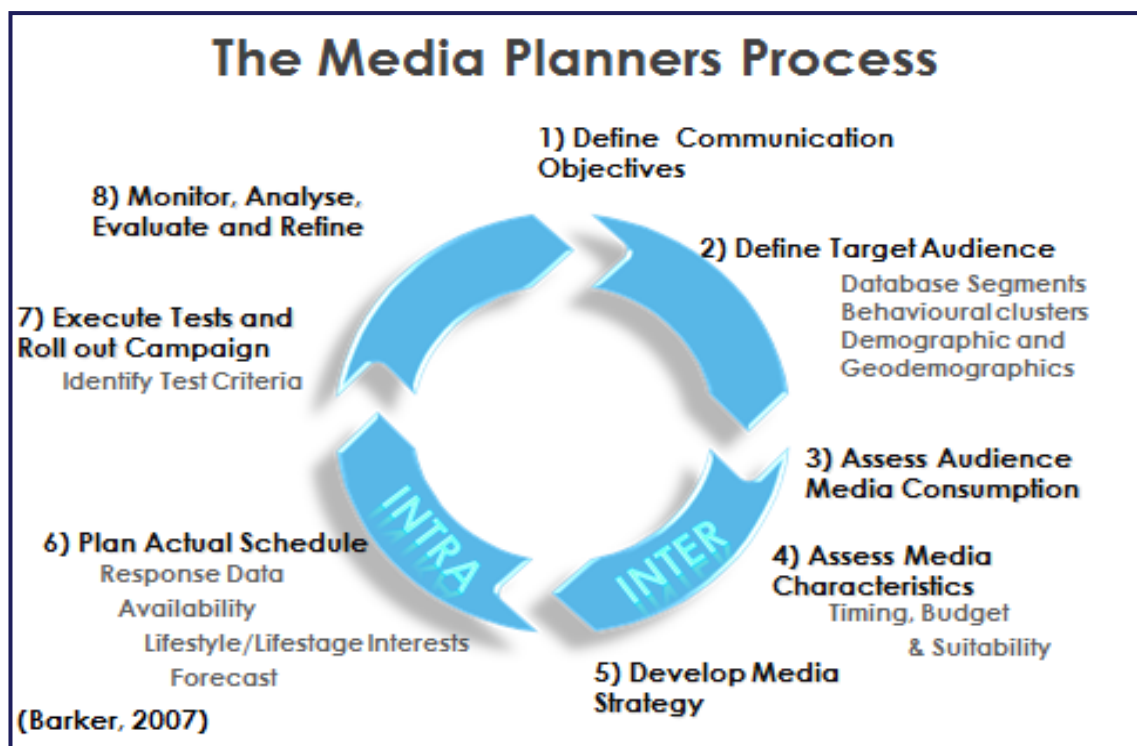 The Media Planners Process
1) Define Communication
Objectives
2) Define Target Audience
Database Segments
Behavioural clusters
Demographic and
Geodemographics
3) Assess Audience
Media Consumption
4) Assess Media
Characteristics
Timing, Budget
& Suitability
5) Develop Media
Strategy
6) Plan Actual Schedule
Response Data
Availability
Lifestyle/Lifestage Interests
Forecast
7) Execute Tests and
Roll out Campaign
Identify Test Criteria
8) Monitor, Analyse,
Evaluate and Refine
INTER
INTRA
(Barker, 2007)